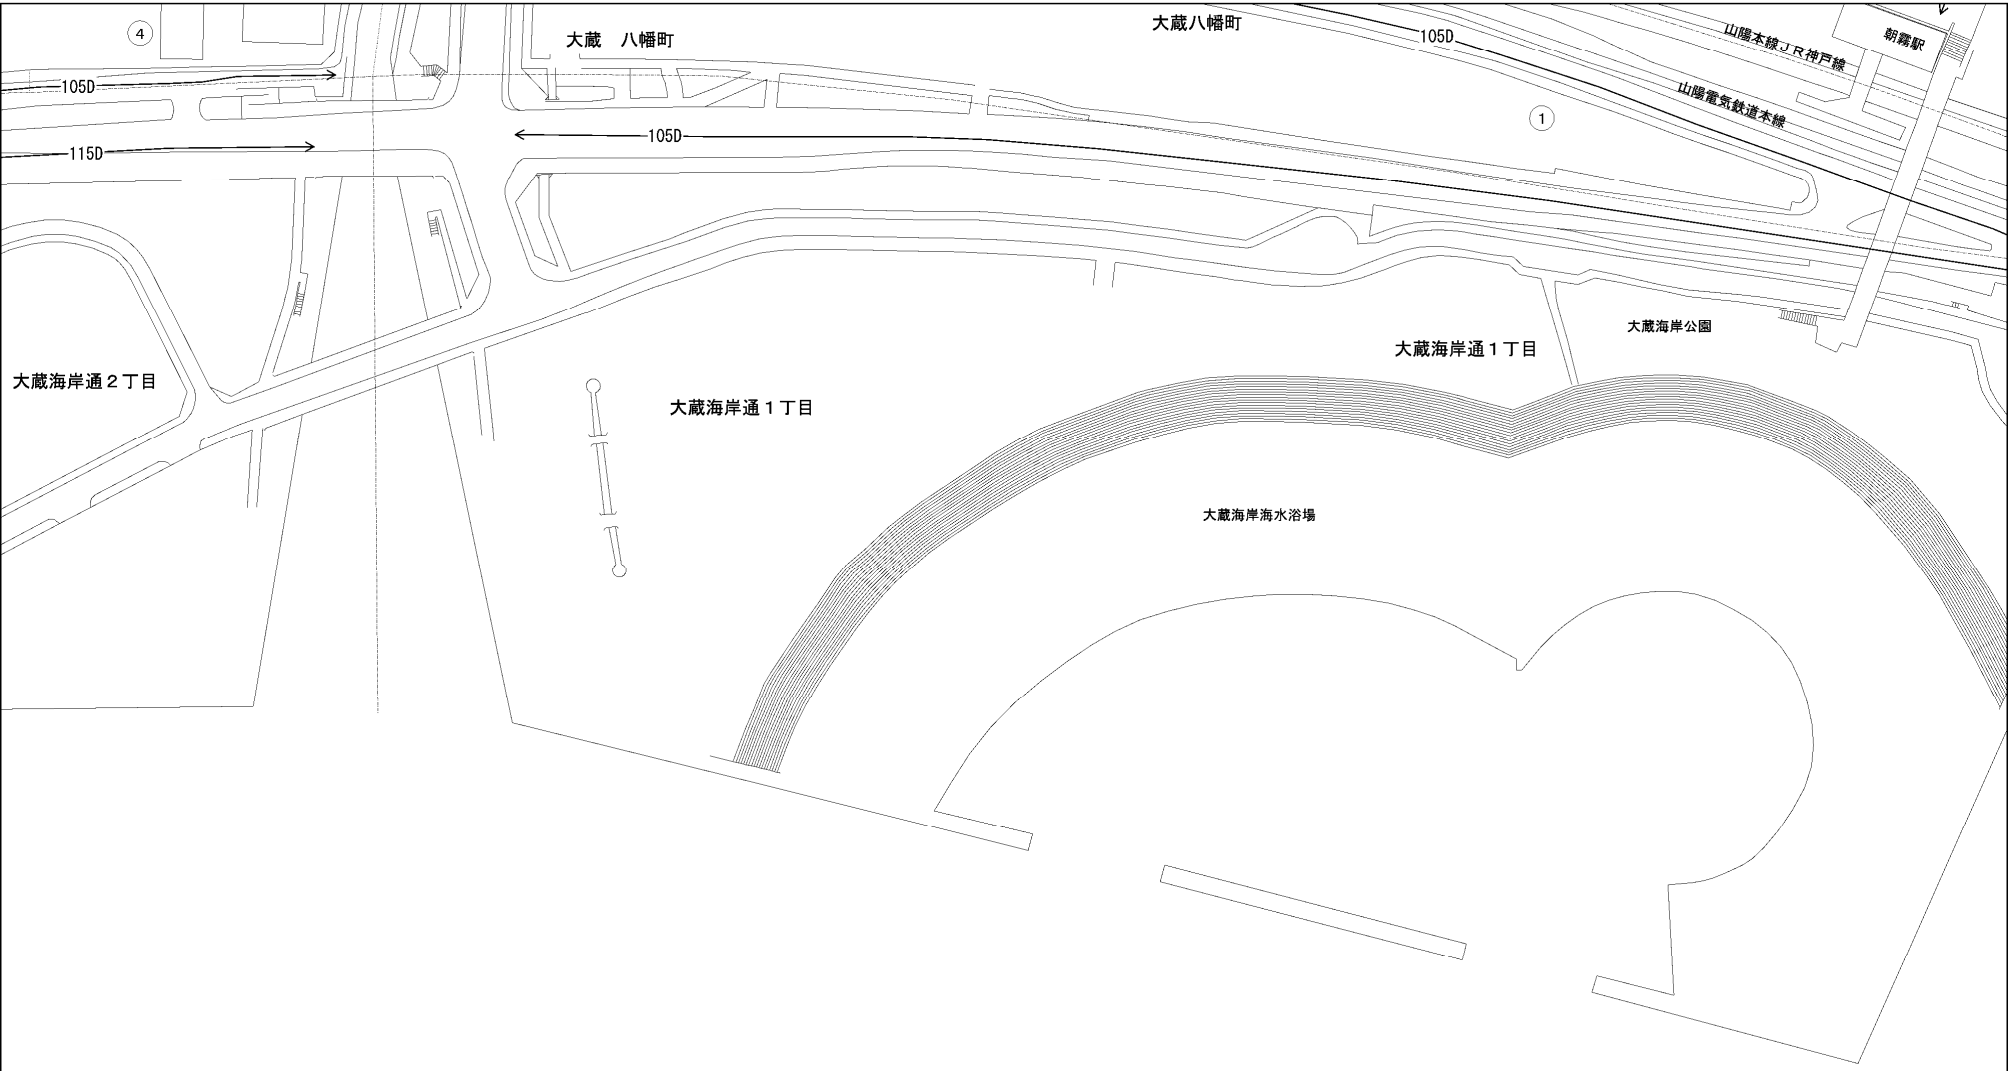 大蔵八幡町
④
大蔵 八幡町
105D
山陽本線ＪＲ神戸線
朝霧駅
105D
山陽電気鉄道本線
①
105D
115D
大蔵海岸公園
大蔵海岸通１丁目
大蔵海岸通２丁目
大蔵海岸通１丁目
大蔵海岸海水浴場